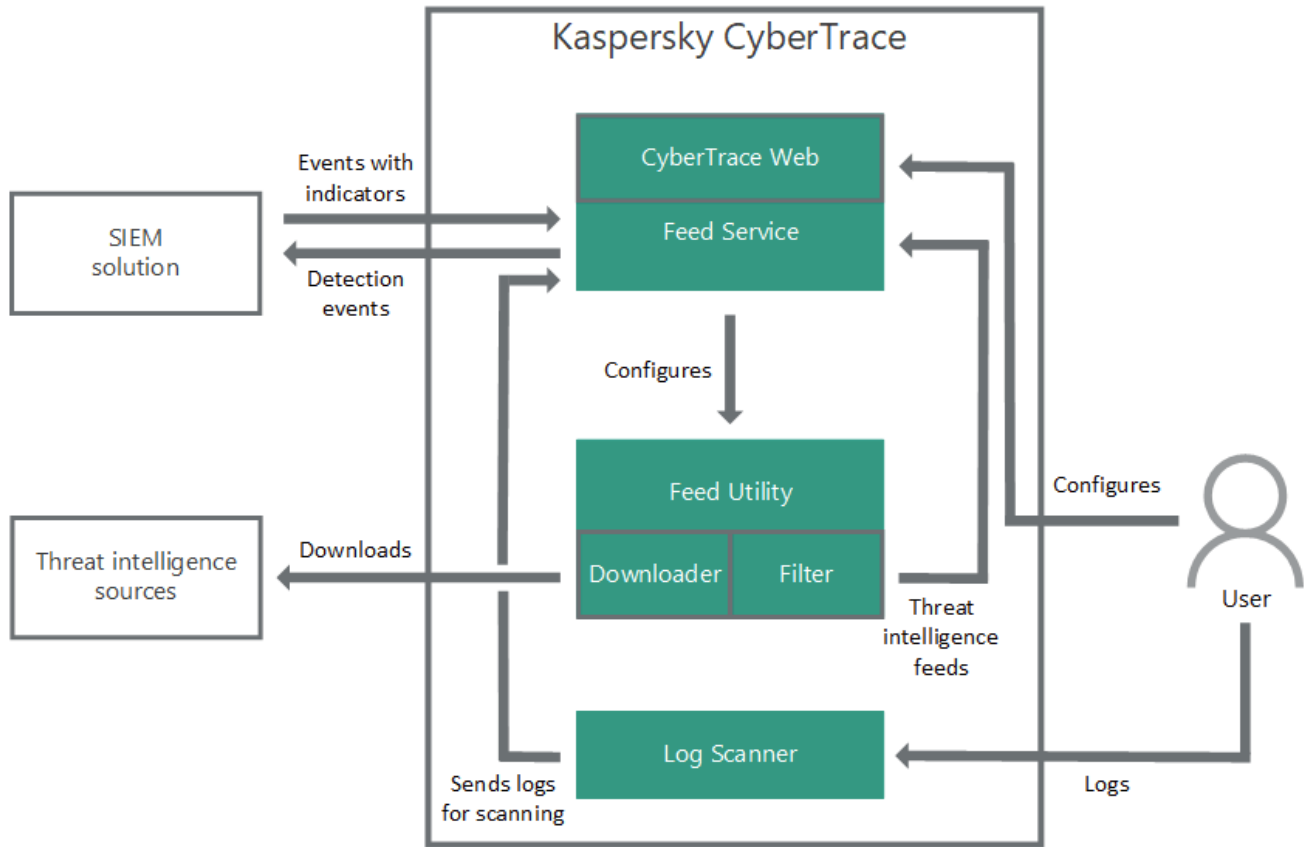 Kaspersky CyberTrace
CyberTrace Web
Events with
indicators
SIEM
solution
Feed Service
Detection
events
Configures
Feed Utility
Configures
Threat intelligence
sources
Downloads
Downloader
Filter
User
Threat
intelligence
feeds
Log Scanner
Sends logs
for scanning
Logs